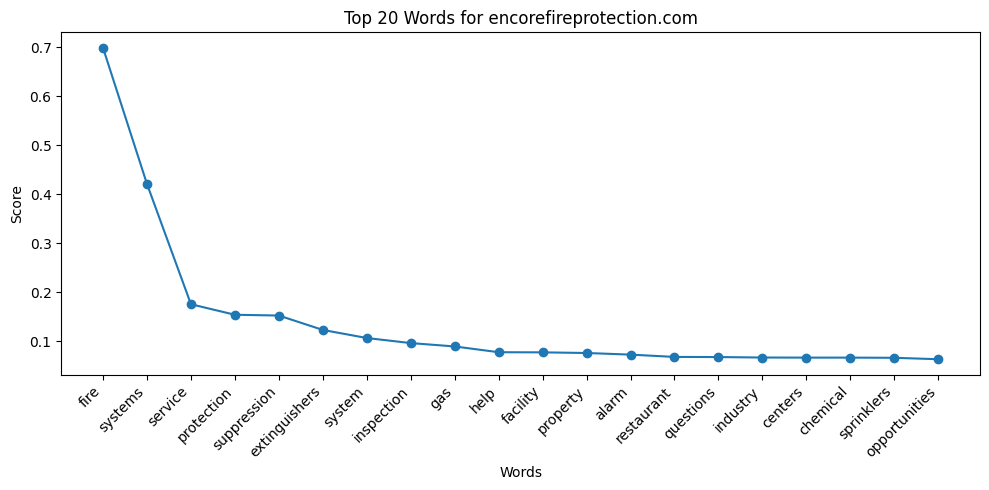 Top 20 Words for encorefireprotection.com
Score
0.7
0.6
0.5
0.4
0.3
0.2
0.1
fire
systems
service
protection
suppression
extinguishers
system
inspection
gas
help
facility
property
alarm
restaurant
questions
industry
centers
chemical
sprinklers
opportunities
Words